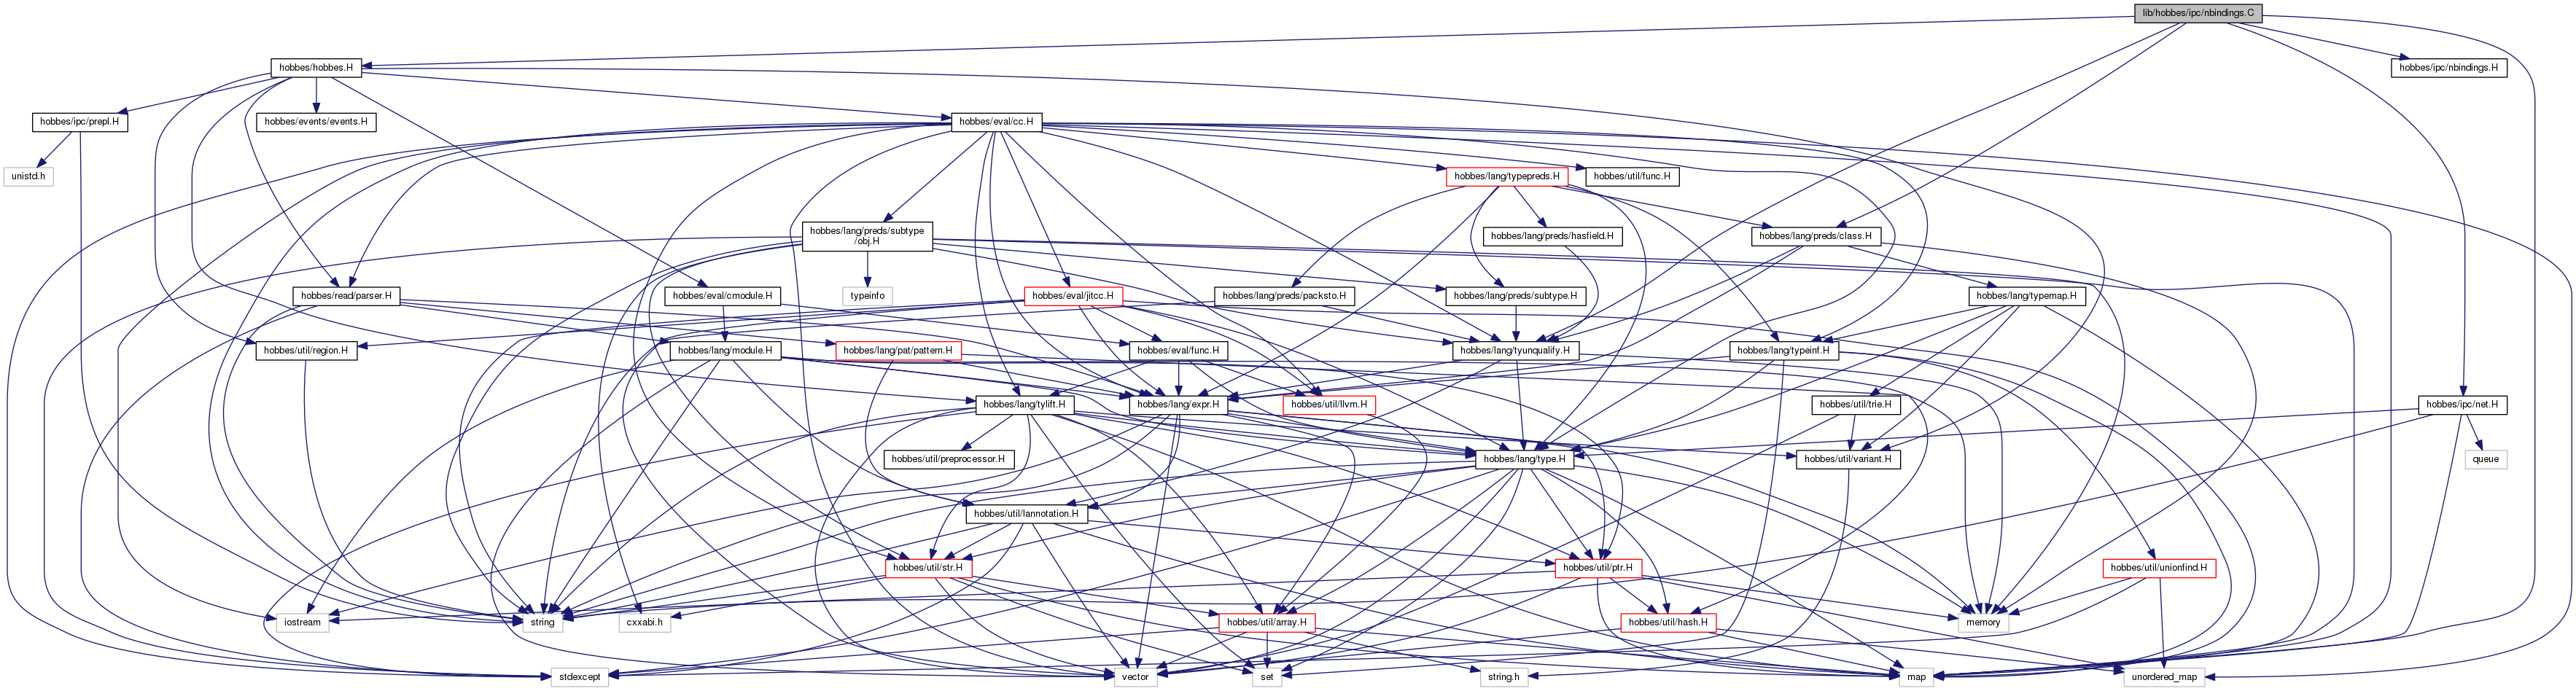 lib/hobbes/ipc/nbindings.C
hobbes/hobbes.H
hobbes/ipc/nbindings.H
hobbes/ipc/prepl.H
hobbes/events/events.H
hobbes/eval/cc.H
unistd.h
hobbes/lang/typepreds.H
hobbes/util/func.H
hobbes/lang/preds/subtype
/obj.H
hobbes/lang/preds/hasfield.H
hobbes/lang/preds/class.H
hobbes/read/parser.H
hobbes/eval/cmodule.H
typeinfo
hobbes/eval/jitcc.H
hobbes/lang/preds/packsto.H
hobbes/lang/preds/subtype.H
hobbes/lang/typemap.H
hobbes/util/region.H
hobbes/lang/module.H
hobbes/lang/pat/pattern.H
hobbes/eval/func.H
hobbes/lang/tyunqualify.H
hobbes/lang/typeinf.H
hobbes/lang/tylift.H
hobbes/lang/expr.H
hobbes/util/llvm.H
hobbes/util/trie.H
hobbes/ipc/net.H
hobbes/util/preprocessor.H
hobbes/lang/type.H
hobbes/util/variant.H
queue
hobbes/util/lannotation.H
hobbes/util/str.H
hobbes/util/ptr.H
hobbes/util/unionfind.H
iostream
string
cxxabi.h
hobbes/util/array.H
hobbes/util/hash.H
memory
stdexcept
vector
set
string.h
map
unordered_map